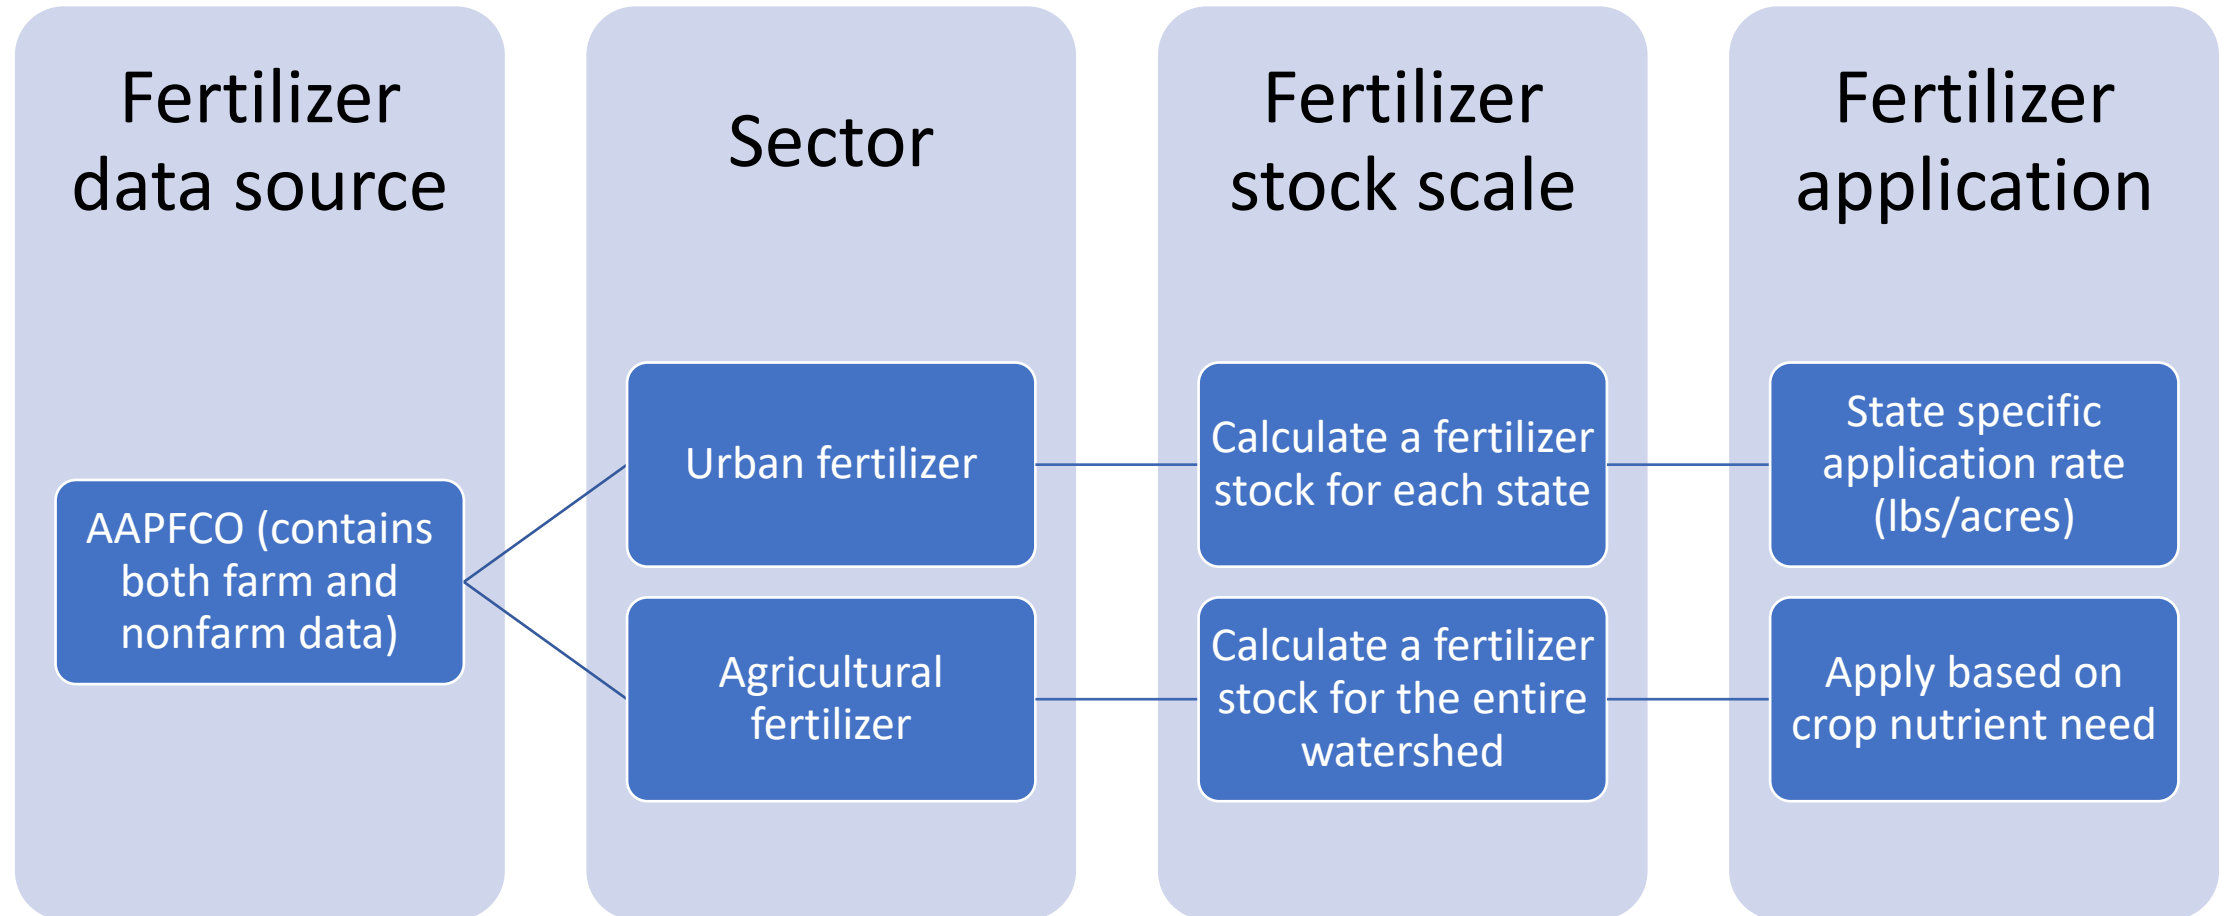 Fertilizer
data source
Sector
Fertilizer
stock scale
Fertilizer
application
AAPFCO (contains
both farm and
nonfarm data)
Urban fertilizer
Calculate a fertilizer
stock for each state
State specific
application rate
(lbs/acres)
Agricultural
fertilizer
Calculate a fertilizer
stock for the entire
watershed
Apply based on
crop nutrient need